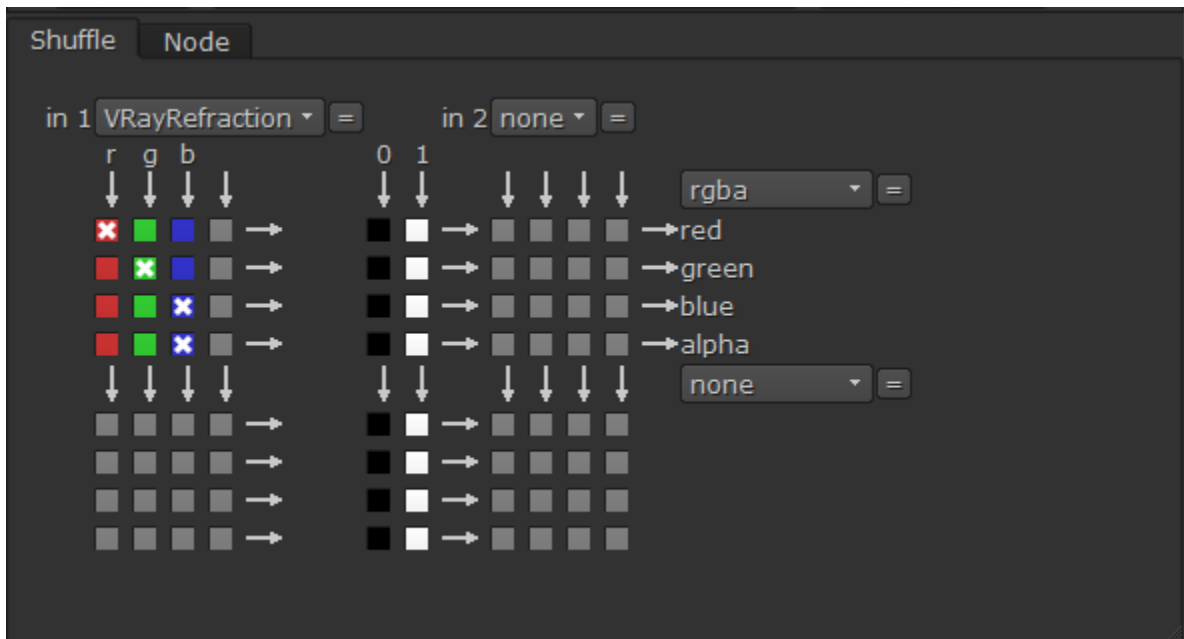 Shuffle Node
in 1 VRayRefraction = in 2 none =
r g b 0 1
rgba =
red
green
blue
alpha
none =